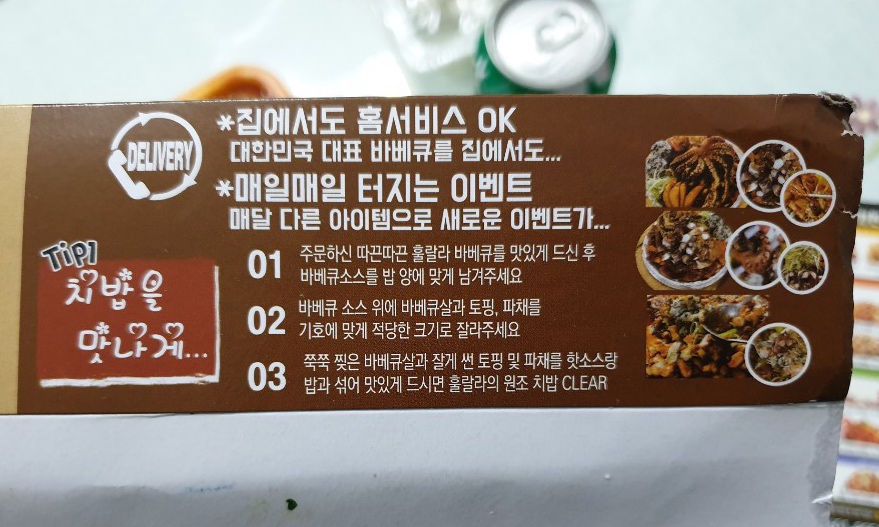 DELIVERY
*집에서도 홈서비스 OK
대한민국 대표 바베큐를 집에서도...
*매일매일 터지는 이벤트
매달 다른 아이템으로 새로운 이벤트가...
Tip1
치밥을
맛나게...
01 주문하신 따끈따끈 훌랄라 바베큐를 맛있게 드신 후
바베큐소스를 밥 양에 맞게 남겨주세요
02 바베큐 소스 위에 바베큐살과 토핑, 파채를
기호에 맞게 적당한 크기로 잘라주세요
03 쭉쭉 찢은 바베큐살과 잘게 썬 토핑 및 파채를 핫소스랑
밥과 섞어 맛있게 드시면 훌랄라의 원조 치밥 CLEAR